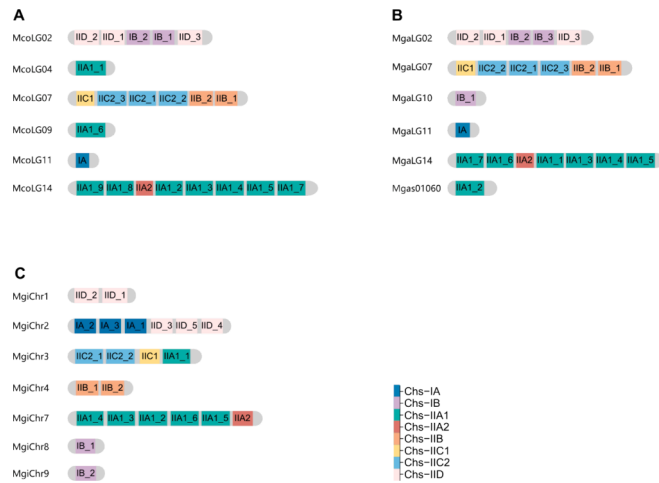 A
McoLG02 IID_2 IID_1 IB_2 IB_1 IID_3
McoLG04 IIA1_1
McoLG07 IIC1 IIC2_3 IIC2_1 IIC2_2 IIB_2 IIB_1
McoLG09 IIA1_6
McoLG11 IA
McoLG14 IIA1_9 IIA1_8 IIA2 IIA1_2 IIA1_3 IIA1_4 IIA1_5 IIA1_7
B
MgaLG02 IID_2 IID_1 IB_2 IB_3 IID_3
MgaLG07 IIC1 IIC2_2 IIC2_1 IIC2_3 IIB_2 IIB_1
MgaLG10 IB_1
MgaLG11 IA
MgaLG14 IIA1_7 IIA1_6 IIA2 IIA1_1 IIA1_3 IIA1_4 IIA1_5
Mgas01060 IIA1_2
C
MgiChr1 IID_2 IID_1
MgiChr2 IA_2 IA_3 IA_1 IID_3 IID_5 IID_4
MgiChr3 IIC2_1 IIC2_2 IIC1 IIA1_1
MgiChr4 IIB_1 IIB_2
MgiChr7 IIA1_4 IIA1_3 IIA1_2 IIA1_6 IIA1_5 IIA2
MgiChr8 IB_1
MgiChr9 IB_2
Chs-IA
Chs-IB
Chs-IIA1
Chs-IIA2
Chs-IIB
Chs-IIC1
Chs-IIC2
Chs-IID